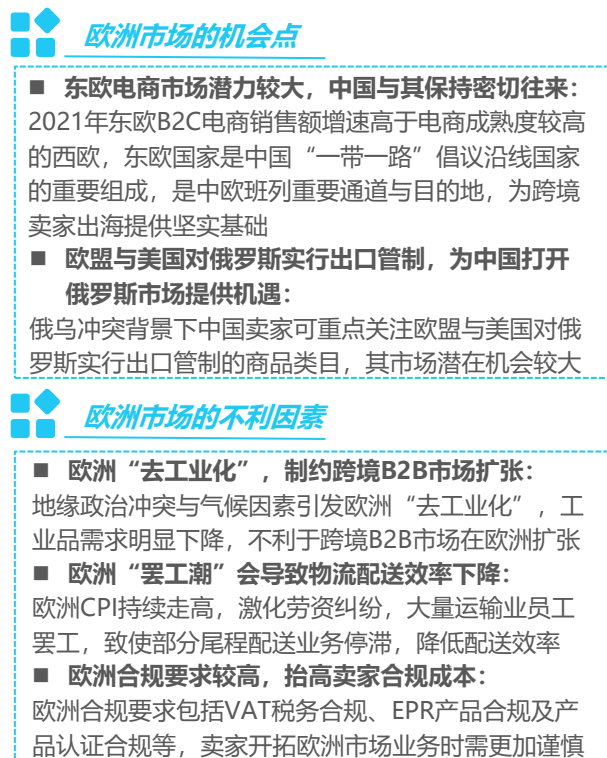 欧洲市场的机会点
■ 东欧电商市场潜力较大，中国与其保持密切往来：
2021年东欧B2C电商销售额增速高于电商成熟度较高
的西欧，东欧国家是中国“一带一路”倡议沿线国家
的重要组成，是中欧班列重要通道与目的地，为跨境
卖家出海提供坚实基础
■ 欧盟与美国对俄罗斯实行出口管制，为中国打开
俄罗斯市场提供机遇：
俄乌冲突背景下中国卖家可重点关注欧盟与美国对俄
罗斯实行出口管制的商品类目，其市场潜在机会较大
欧洲市场的不利因素
■ 欧洲“去工业化”，制约跨境B2B市场扩张：
地缘政治冲突与气候因素引发欧洲“去工业化”，工
业品需求明显下降，不利于跨境B2B市场在欧洲扩张
■ 欧洲“罢工潮”会导致物流配送效率下降：
欧洲CPI持续走高，激化劳资纠纷，大量运输业员工
罢工，致使部分尾程配送业务停滞，降低配送效率
■ 欧洲合规要求较高，抬高卖家合规成本：
欧洲合规要求包括VAT税务合规、EPR产品合规及产
品认证合规等，卖家开拓欧洲市场业务时需更加谨慎